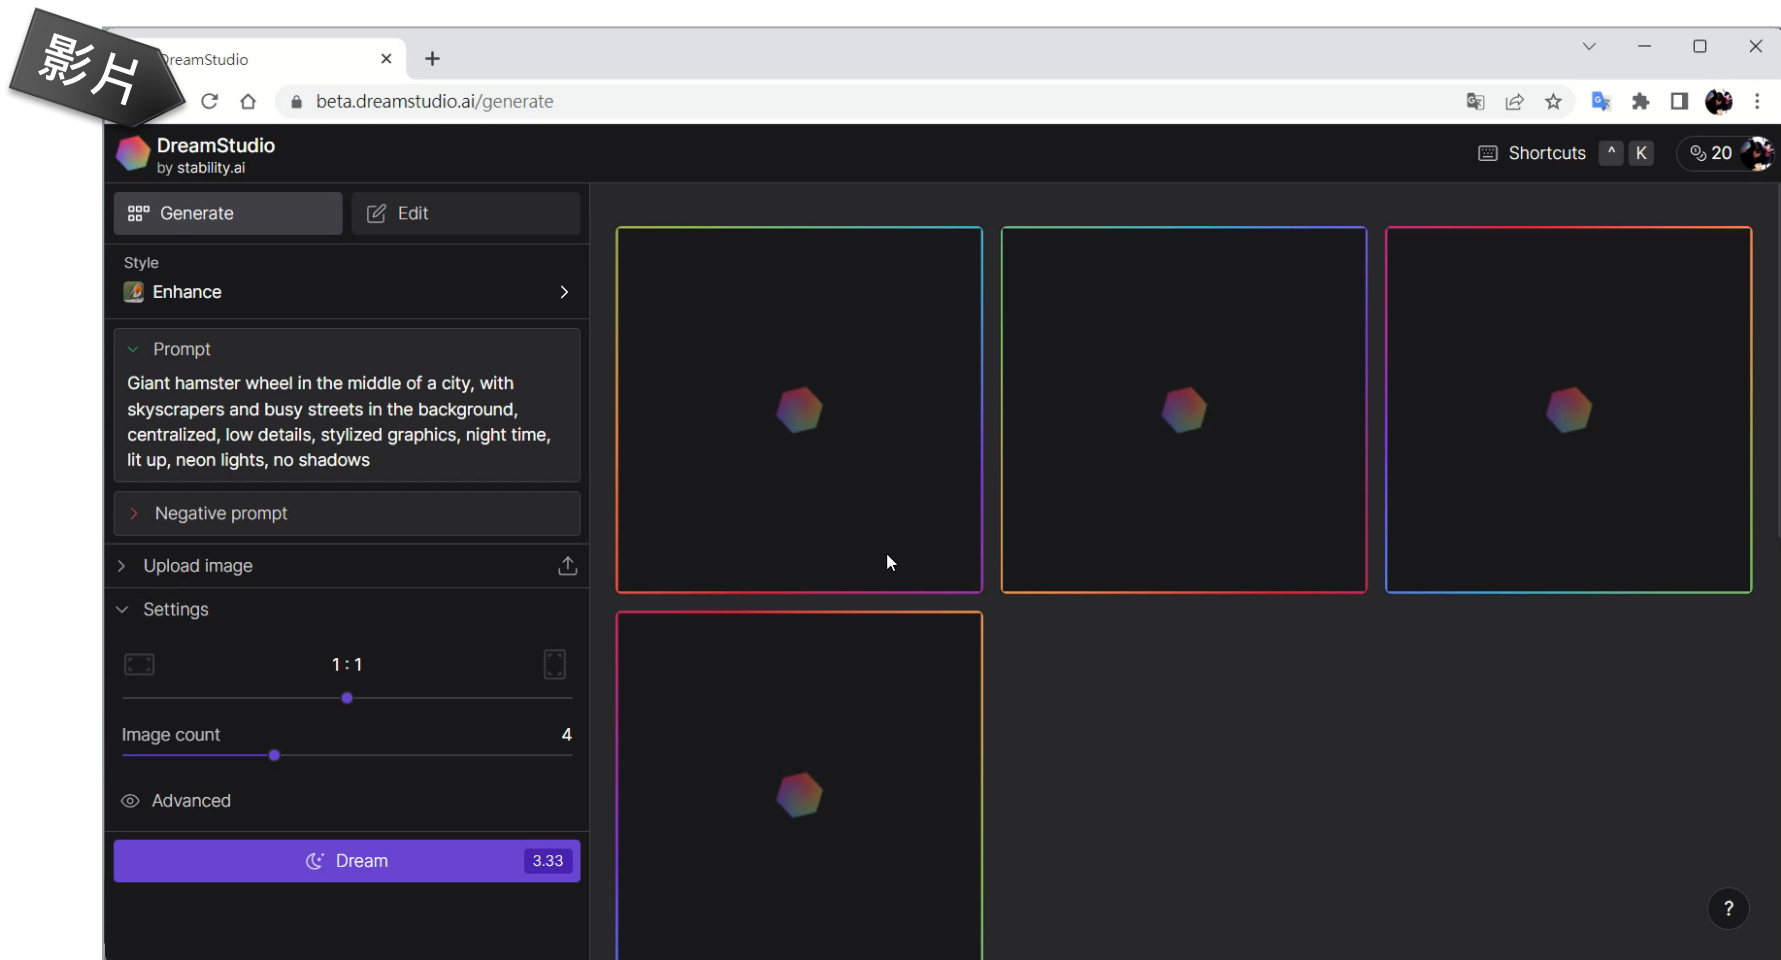 影片
DreamStudio
beta.dreamstudio.ai/generate
DreamStudio
by stability.ai
Shortcuts ^ K
20
Generate
Edit
Style
Enhance
Prompt
Giant hamster wheel in the middle of a city, with
skyscrapers and busy streets in the background,
centralized, low details, stylized graphics, night time,
lit up, neon lights, no shadows
Negative prompt
Upload image
Settings
1:1
Image count 4
Advanced
Dream 3.33
?